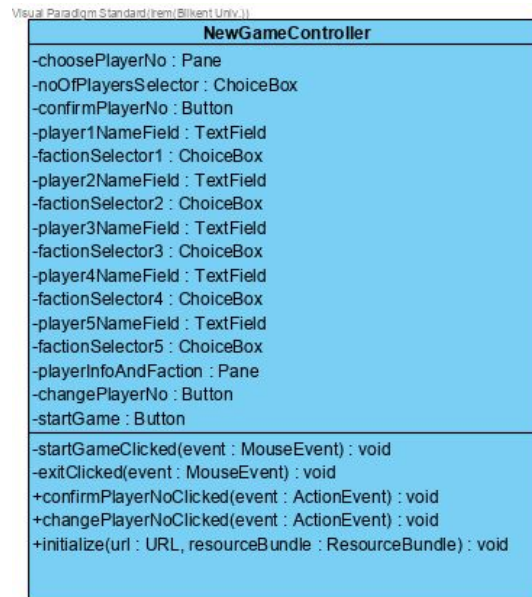 Visual Paradigm Standard(Irem(Bilkent Univ.))
NewGameController
-choosePlayerNo : Pane
-noOfPlayersSelector : ChoiceBox
-confirmPlayerNo : Button
-player1NameField : TextField
-factionSelector1 : ChoiceBox
-player2NameField : TextField
-factionSelector2 : ChoiceBox
-player3NameField : TextField
-factionSelector3 : ChoiceBox
-player4NameField : TextField
-factionSelector4 : ChoiceBox
-player5NameField : TextField
-factionSelector5 : ChoiceBox
-playerInfoAndFaction : Pane
-changePlayerNo : Button
-startGame : Button
-startGameClicked(event : MouseEvent) : void
-exitClicked(event : MouseEvent) : void
+confirmPlayerNoClicked(event : ActionEvent) : void
+changePlayerNoClicked(event : ActionEvent) : void
+initialize(url : URL, resourceBundle : ResourceBundle) : void